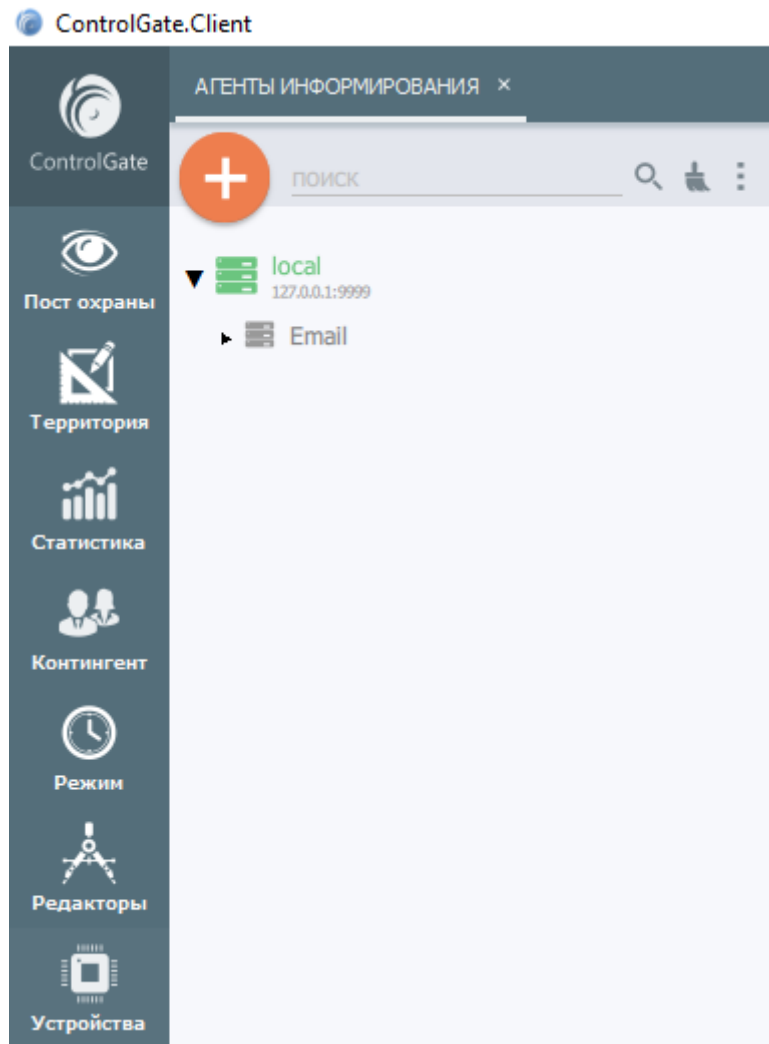 ControlGate.Client
АГЕНТЫ ИНФОРМИРОВАНИЯ ×
ControlGate
поиск
local
127.0.0.1:9999
Email
Пост охраны
Территория
Статистика
Контингент
Режим
Редакторы
Устройства